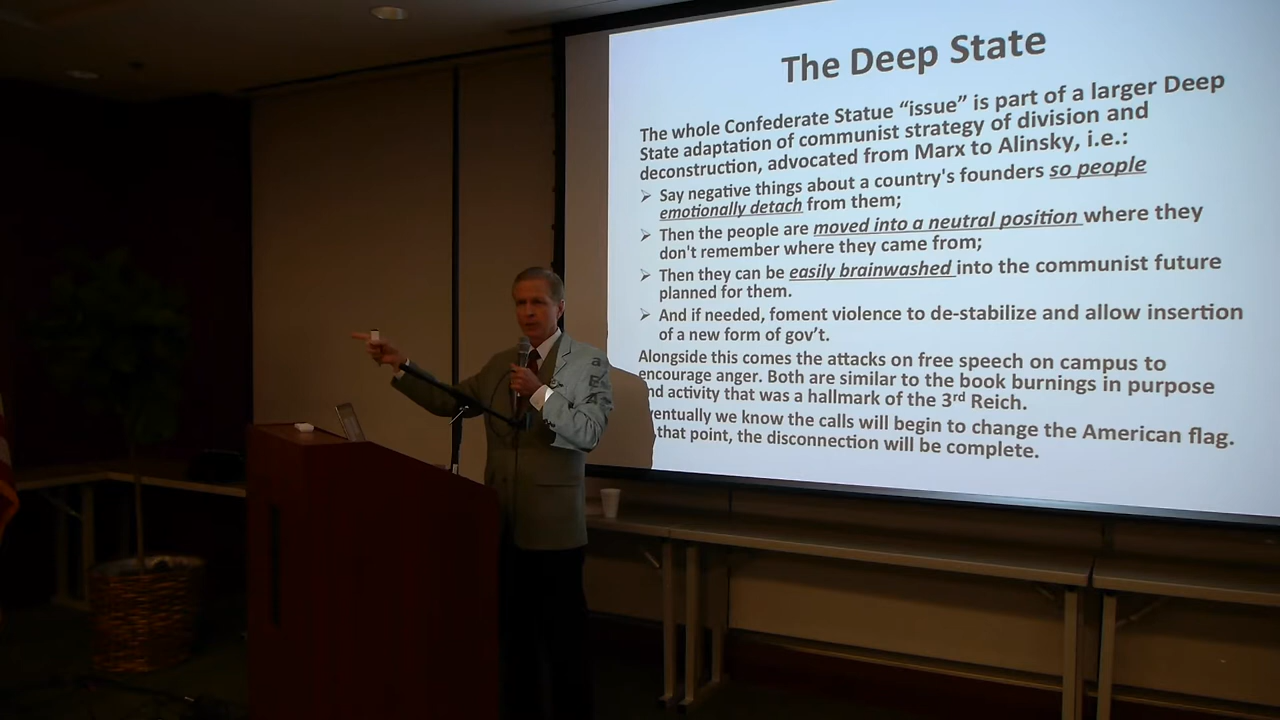 The Deep State
The whole Confederate Statue “issue” is part of a larger Deep
State adaptation of communist strategy of division and
deconstruction, advocated from Marx to Alinsky, i.e.:
Say negative things about a country's founders so people
emotionally detach from them;
Then the people are moved into a neutral position where they
don't remember where they came from;
Then they can be easily brainwashed into the communist future
planned for them.
And if needed, foment violence to de-stabilize and allow insertion
of a new form of gov’t.
Alongside this comes the attacks on free speech on campus to
encourage anger. Both are similar to the book burnings in purpose
activity that was a hallmark of the 3rd Reich.
we know the calls will begin to change the American flag.
that point, the disconnection will be complete.